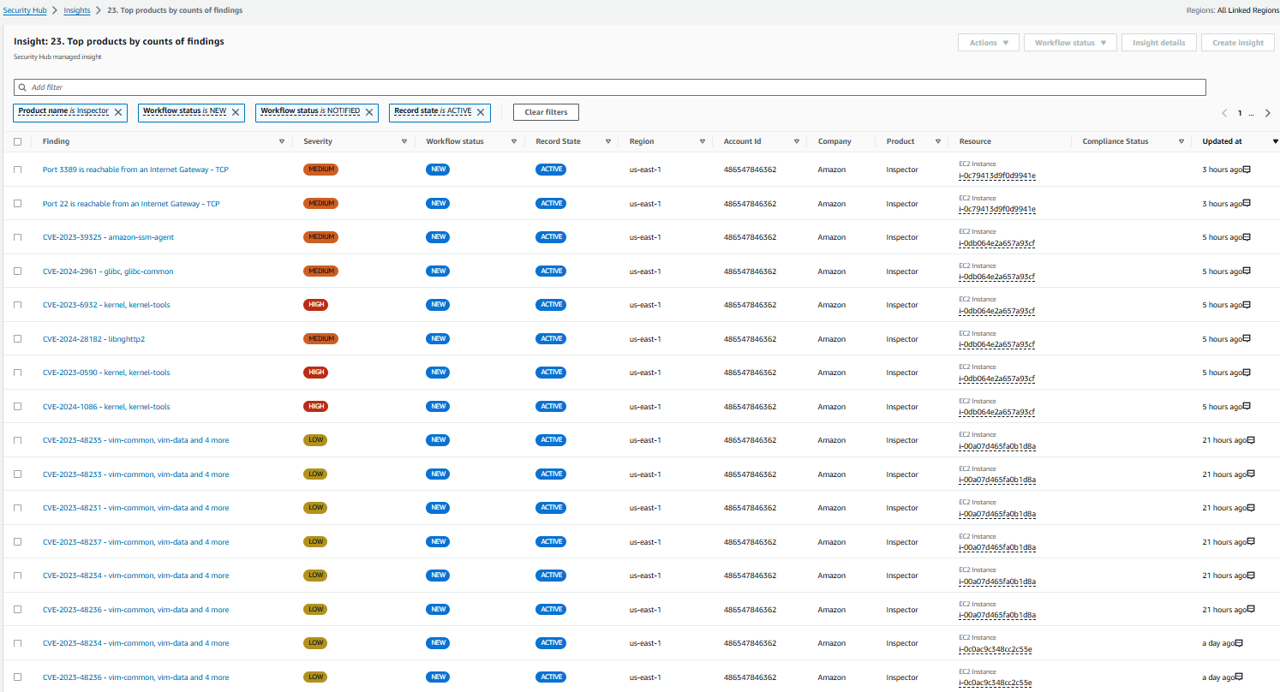 Security Hub > Insights > 23. Top products by counts of findings Regions: All Linked Regions
Insight: 23. Top products by counts of findings Actions Workflow status Insight details Create insight
Security Hub managed insight
Add filter
Product name is Inspector Workflow status is NEW Workflow status is NOTIFIED Record state is ACTIVE Clear filters 1 ...
Finding Severity Workflow status Record State Region Account Id Company Product Resource Compliance Status Updated at
EC2 Instance
Port 3389 is reachable from an Internet Gateway - TCP MEDIUM NEW ACTIVE us-east-1 486547846362 Amazon Inspector i-0c79413d9f0d9941e 3 hours ago
EC2 Instance
Port 22 is reachable from an Internet Gateway - TCP MEDIUM NEW ACTIVE us-east-1 486547846362 Amazon Inspector i-0c79413d9f0d9941e 3 hours ago
EC2 Instance
CVE-2023-39325 - amazon-ssm-agent MEDIUM NEW ACTIVE us-east-1 486547846362 Amazon Inspector i-0db064e2a657a93cf 5 hours ago
EC2 Instance
CVE-2024-2961 - glibc, glibc-common MEDIUM NEW ACTIVE us-east-1 486547846362 Amazon Inspector i-0db064e2a657a93cf 5 hours ago
EC2 Instance
CVE-2023-6932 - kernel, kernel-tools HIGH NEW ACTIVE us-east-1 486547846362 Amazon Inspector i-0db064e2a657a93cf 5 hours ago
EC2 Instance
CVE-2024-28182 - libnghttp2 MEDIUM NEW ACTIVE us-east-1 486547846362 Amazon Inspector i-0db064e2a657a93cf 5 hours ago
EC2 Instance
CVE-2023-0590 - kernel, kernel-tools HIGH NEW ACTIVE us-east-1 486547846362 Amazon Inspector i-0db064e2a657a93cf 5 hours ago
EC2 Instance
CVE-2024-1086 - kernel, kernel-tools HIGH NEW ACTIVE us-east-1 486547846362 Amazon Inspector i-0db064e2a657a93cf 5 hours ago
EC2 Instance
CVE-2023-48235 - vim-common, vim-data and 4 more LOW NEW ACTIVE us-east-1 486547846362 Amazon Inspector i-00a07d465fa0b1d8a 21 hours ago
EC2 Instance
CVE-2023-48233 - vim-common, vim-data and 4 more LOW NEW ACTIVE us-east-1 486547846362 Amazon Inspector i-00a07d465fa0b1d8a 21 hours ago
EC2 Instance
CVE-2023-48231 - vim-common, vim-data and 4 more LOW NEW ACTIVE us-east-1 486547846362 Amazon Inspector i-00a07d465fa0b1d8a 21 hours ago
EC2 Instance
CVE-2023-48237 - vim-common, vim-data and 4 more LOW NEW ACTIVE us-east-1 486547846362 Amazon Inspector i-00a07d465fa0b1d8a 21 hours ago
EC2 Instance
CVE-2023-48234 - vim-common, vim-data and 4 more LOW NEW ACTIVE us-east-1 486547846362 Amazon Inspector i-00a07d465fa0b1d8a 21 hours ago
EC2 Instance
CVE-2023-48236 - vim-common, vim-data and 4 more LOW NEW ACTIVE us-east-1 486547846362 Amazon Inspector i-00a07d465fa0b1d8a 21 hours ago
EC2 Instance
CVE-2023-48234 - vim-common, vim-data and 4 more LOW NEW ACTIVE us-east-1 486547846362 Amazon Inspector i-0c0ac9c348cc2c55e a day ago
EC2 Instance
CVE-2023-48236 - vim-common, vim-data and 4 more LOW NEW ACTIVE us-east-1 486547846362 Amazon Inspector i-0c0ac9c348cc2c55e a day ago